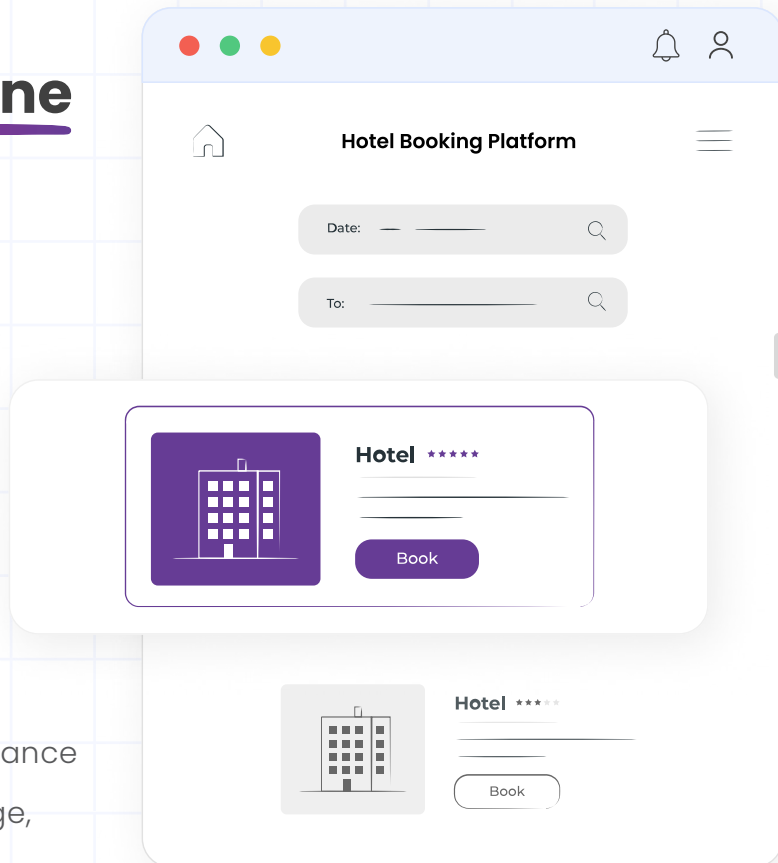 ne
Hotel Booking Platform
Date:
To:
Hotel
Book
Hotel
Book
ance
ge,